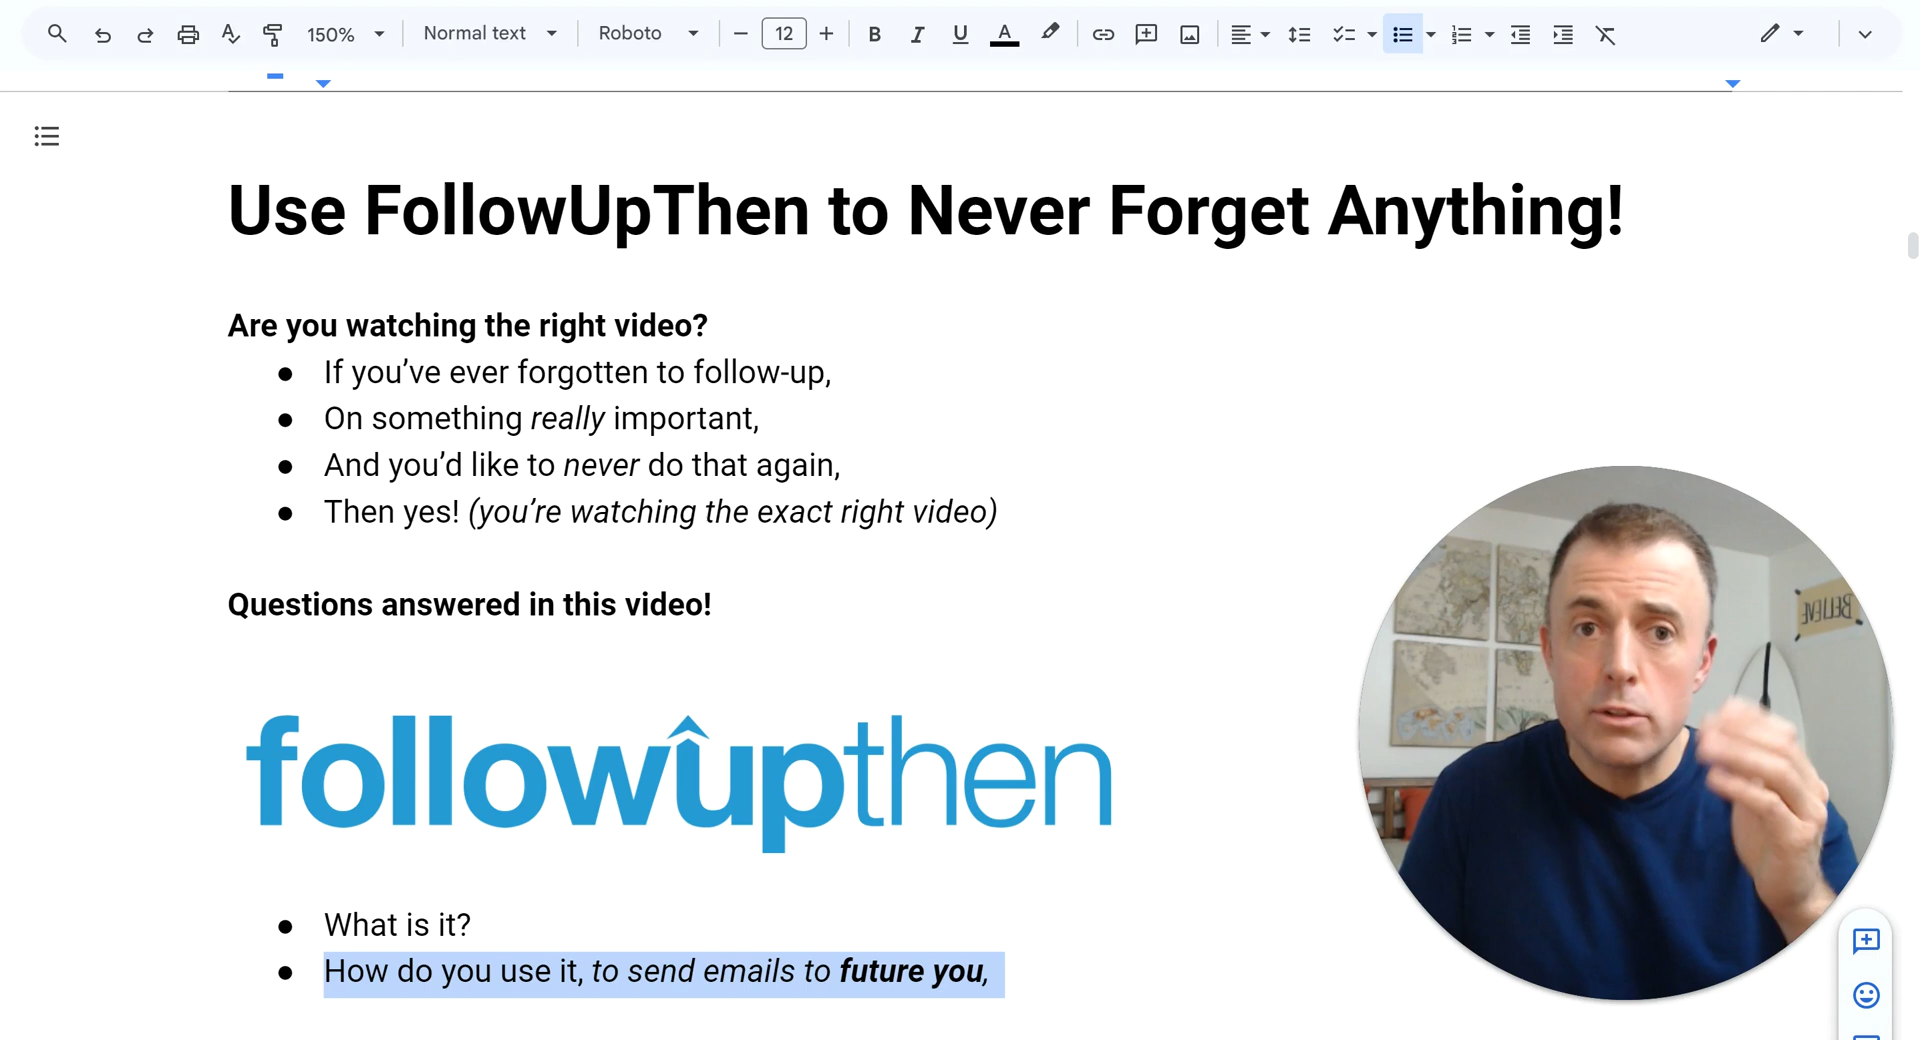 150% Normal text Roboto 12 B I U A
Use FollowUpThen to Never Forget Anything!
Are you watching the right video?
● If you’ve ever forgotten to follow-up,
● On something really important,
● And you’d like to never do that again,
● Then yes! (you’re watching the exact right video)
Questions answered in this video!
BELIEVE
followupthen
● What is it?
● How do you use it, to send emails to future you,